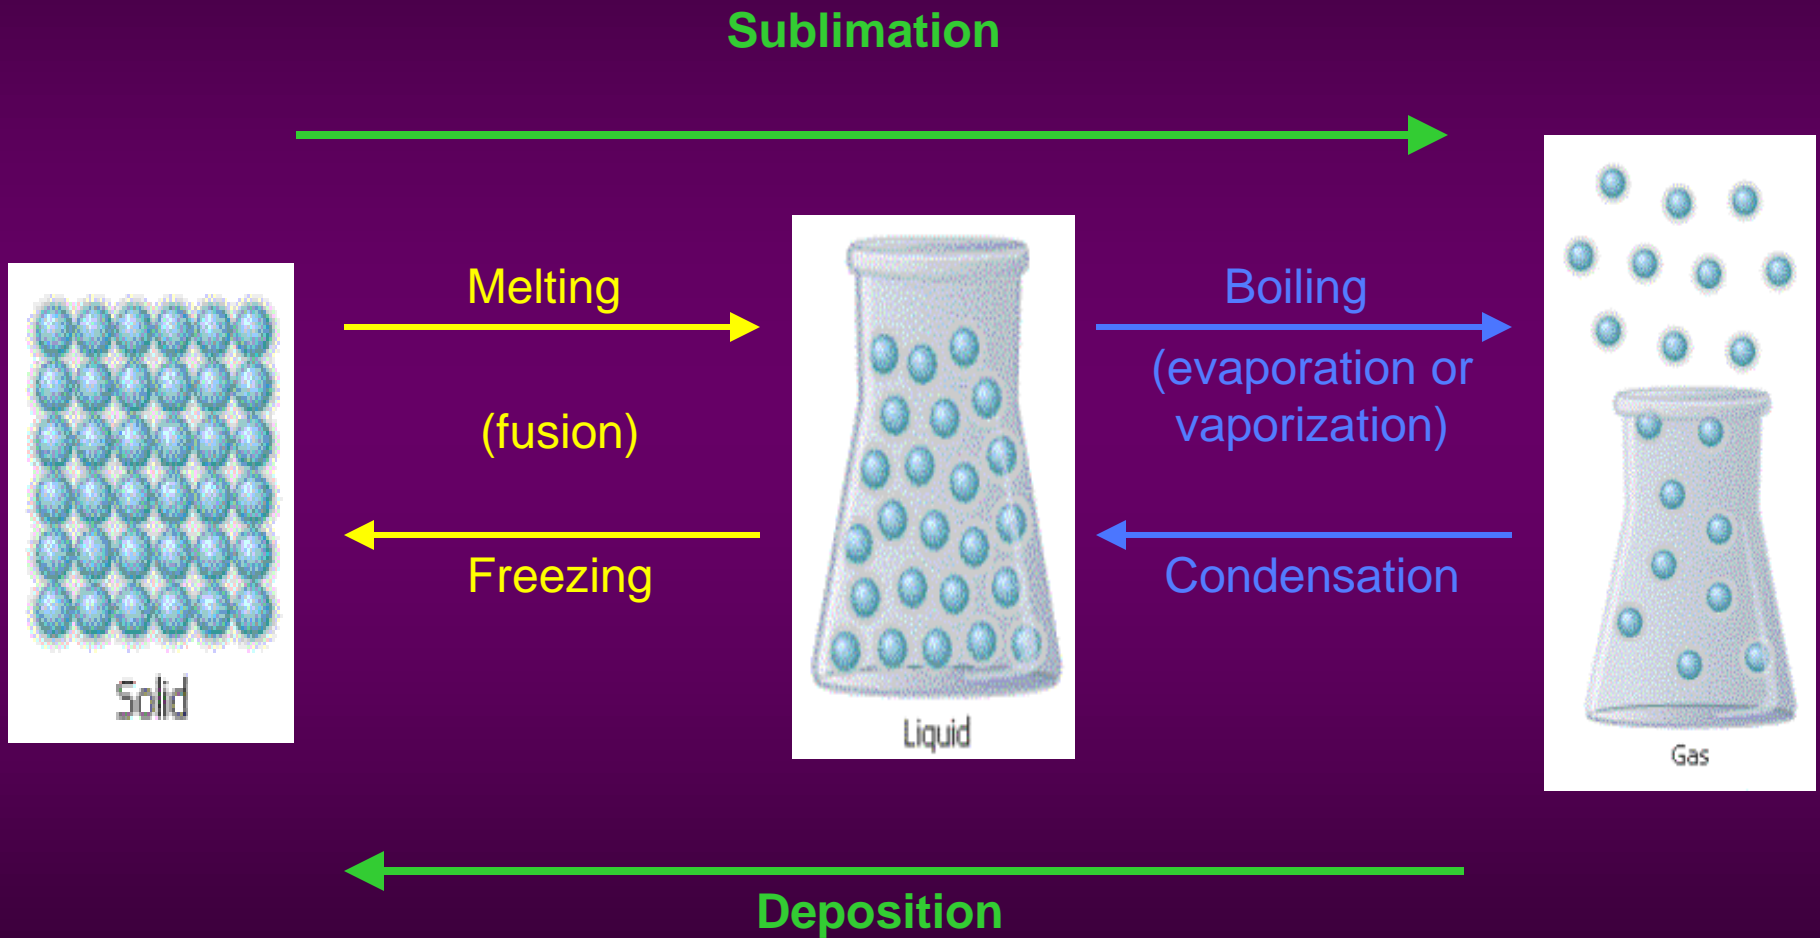 Sublimation
Melting
(fusion)
Freezing
Boiling
(evaporation or
vaporization)
Condensation
Solid
Liquid
Gas
Deposition